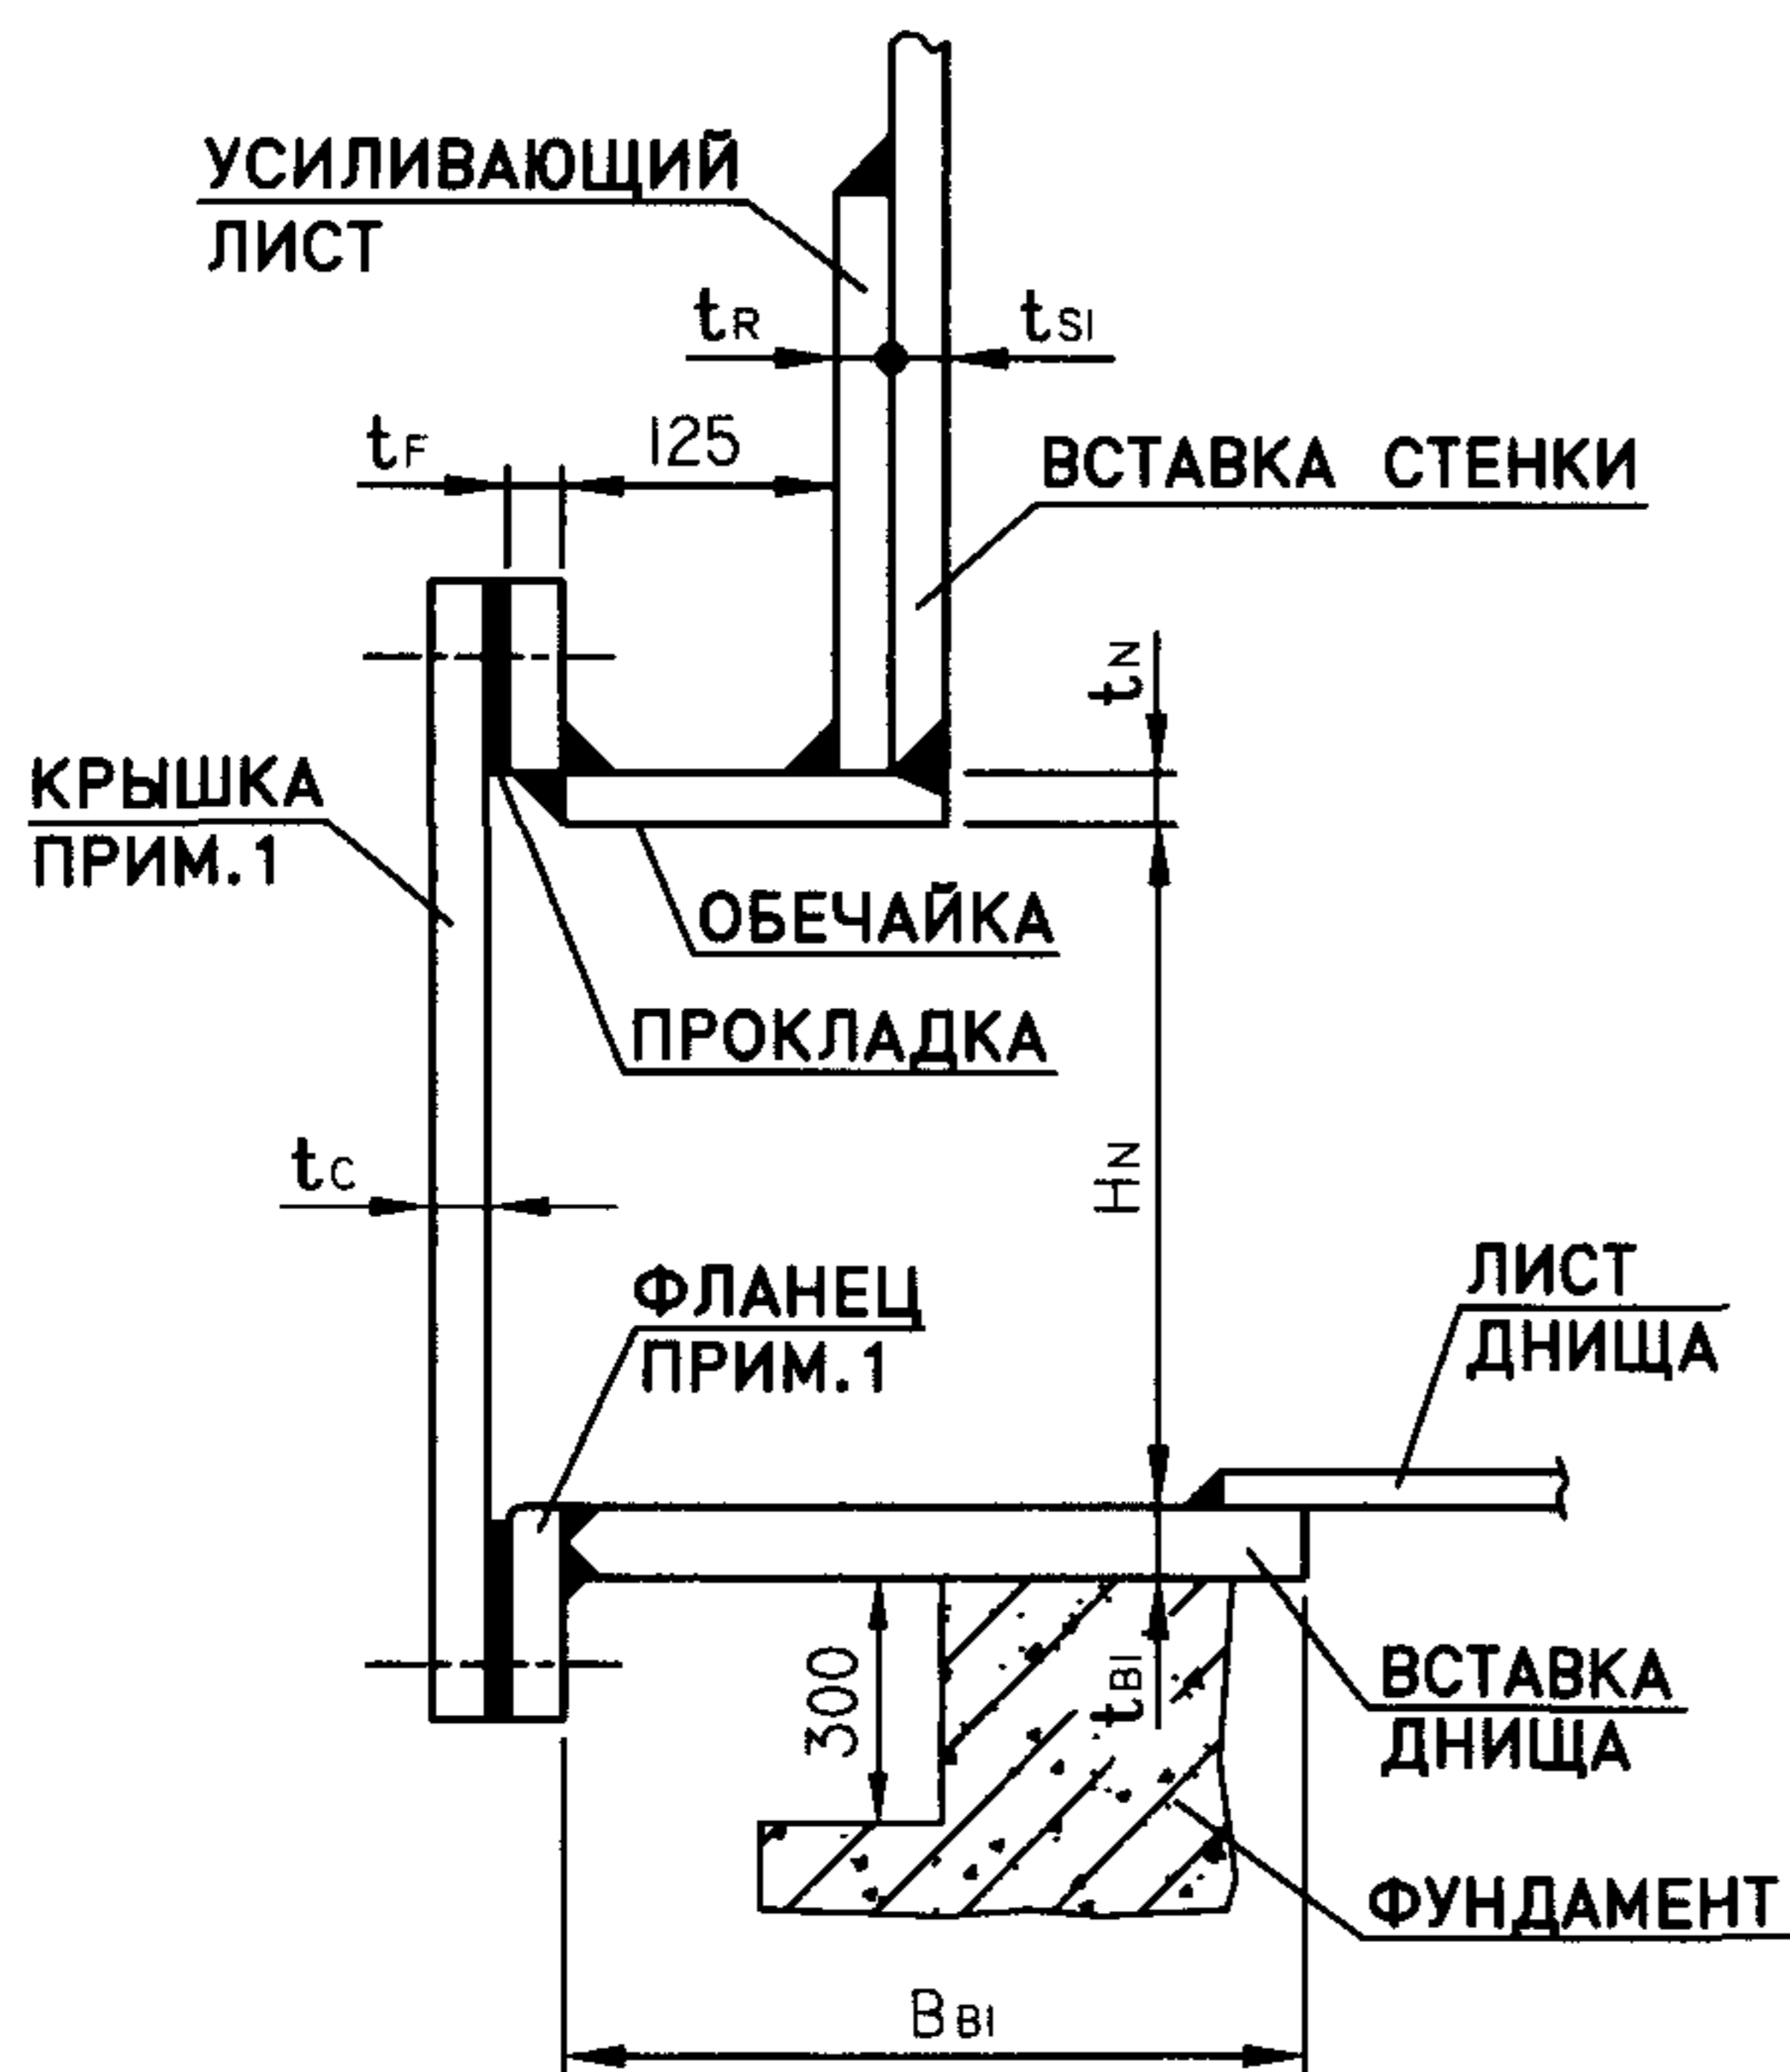 УСИЛИВАЮЩИЙ
ЛИСТ
tR
tSI
tF
125
ВСТАВКА СТЕНКИ
tN
КРЫШКА
ПРИМ.1
ОБЕЧАЙКА
ПРОКЛАДКА
tC
HN
ФЛАНЕЦ
ПРИМ.1
ЛИСТ
ДНИЩА
300
tBI
ВСТАВКА
ДНИЩА
ФУНДАМЕНТ
BBI